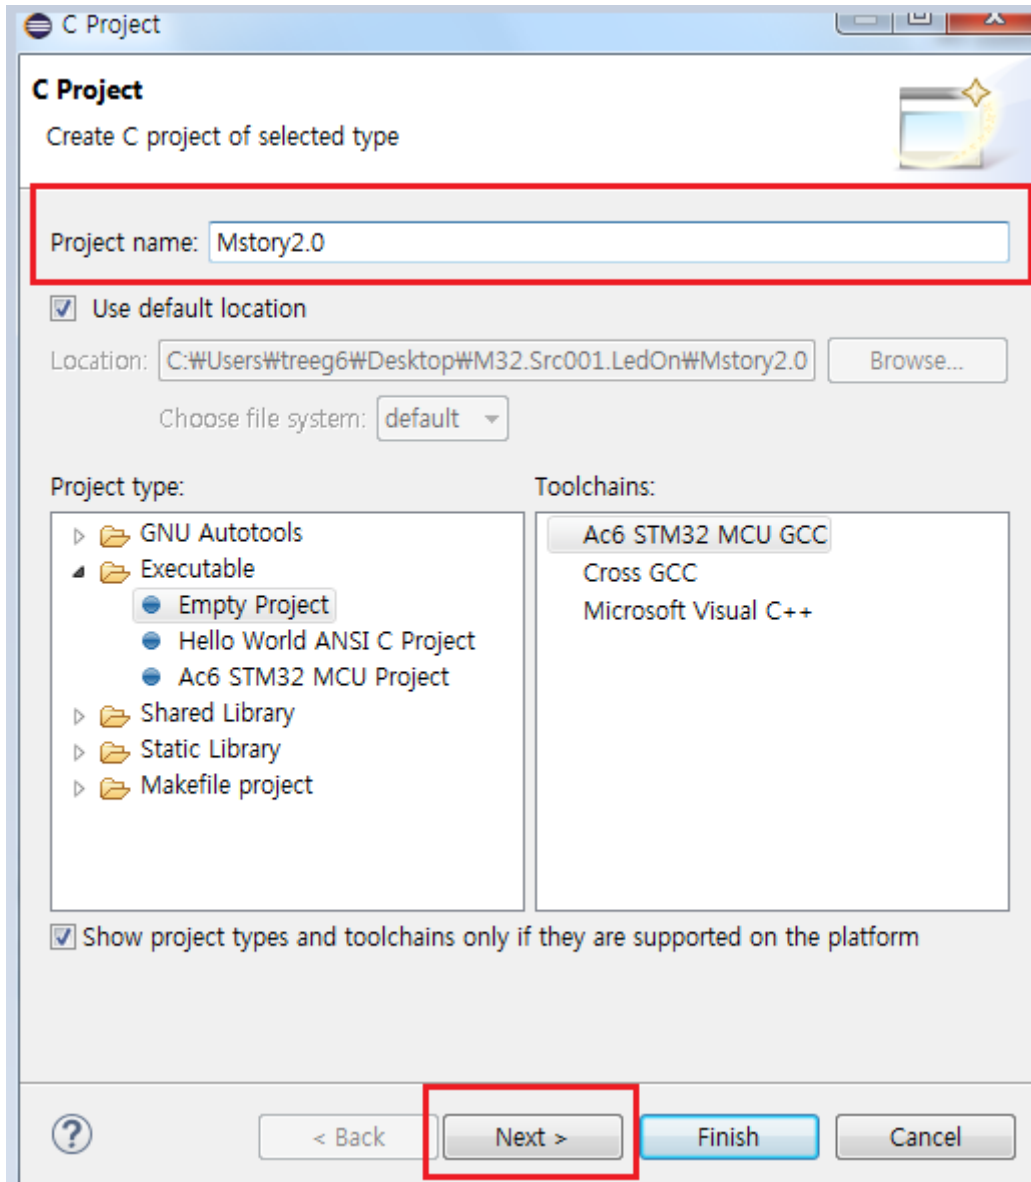 C Project
C Project
Create C project of selected type
Project name: Mstory2.0
Use default location
Location: C:₩Users₩treeg6₩Desktop₩M32.Src001.LedOn₩Mstory2.0 Browse...
Choose file system: default
Project type: Toolchains:
GNU Autotools Ac6 STM32 MCU GCC
Executable Cross GCC
Empty Project Microsoft Visual C++
Hello World ANSI C Project
Ac6 STM32 MCU Project
Shared Library
Static Library
Makefile project
Show project types and toolchains only if they are supported on the platform
? < Back Next > Finish Cancel